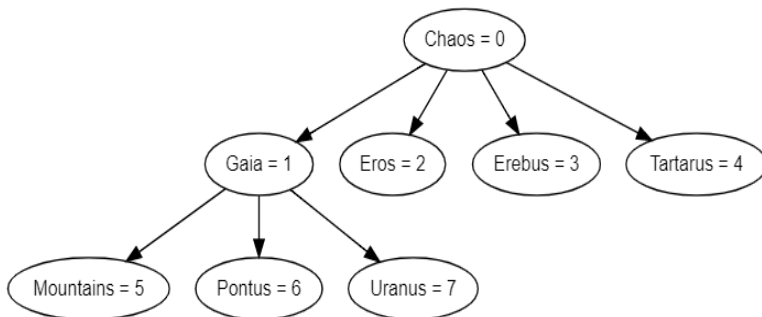 Chaos = 0
Gaia = 1
Eros = 2
Erebus = 3
Tartarus = 4
Mountains = 5
Pontus = 6
Uranus = 7